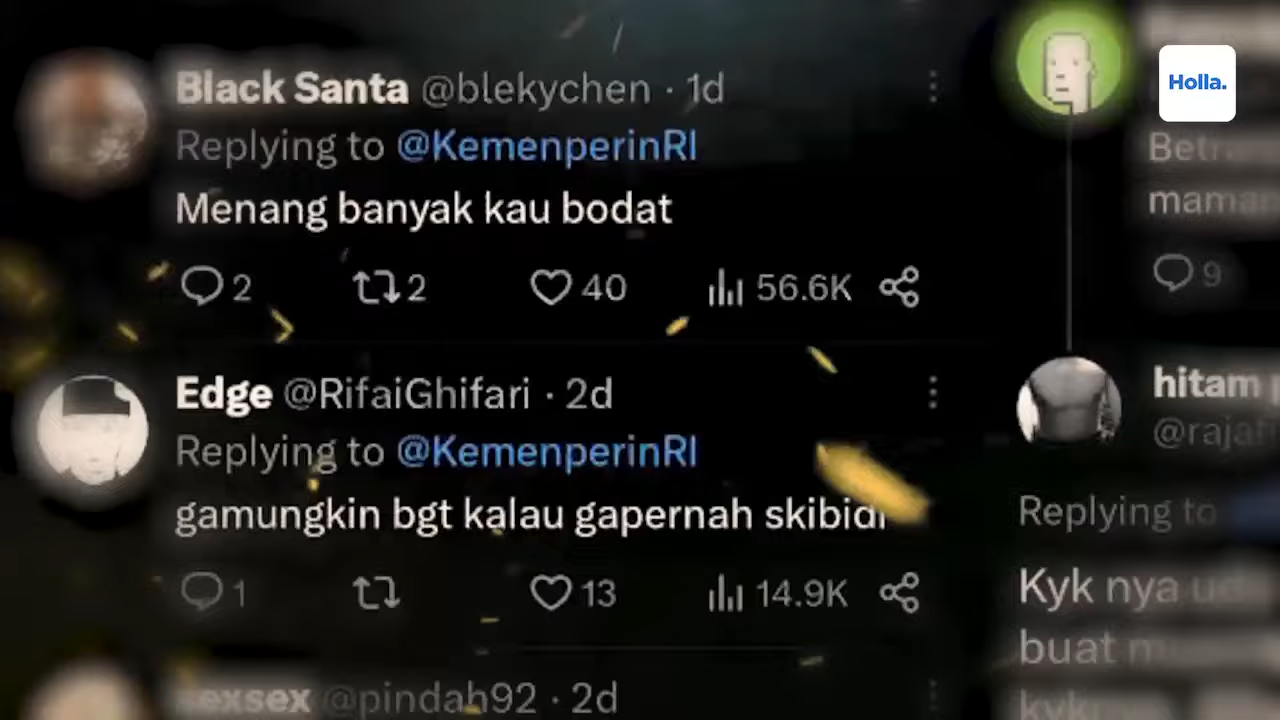 Black Santa @blekychen · 1d
Replying to @KemenperinRI
Menang banyak kau bodat
2 2 40 56.6K
Edge @RifaiGhifari · 2d
Replying to @KemenperinRI
gamungkin bgt kalau gapernah skibidi
1 13 14.9K
@pindah92 · 2d
Holla.
9
hitam
Replying to
Kyk nya
buat